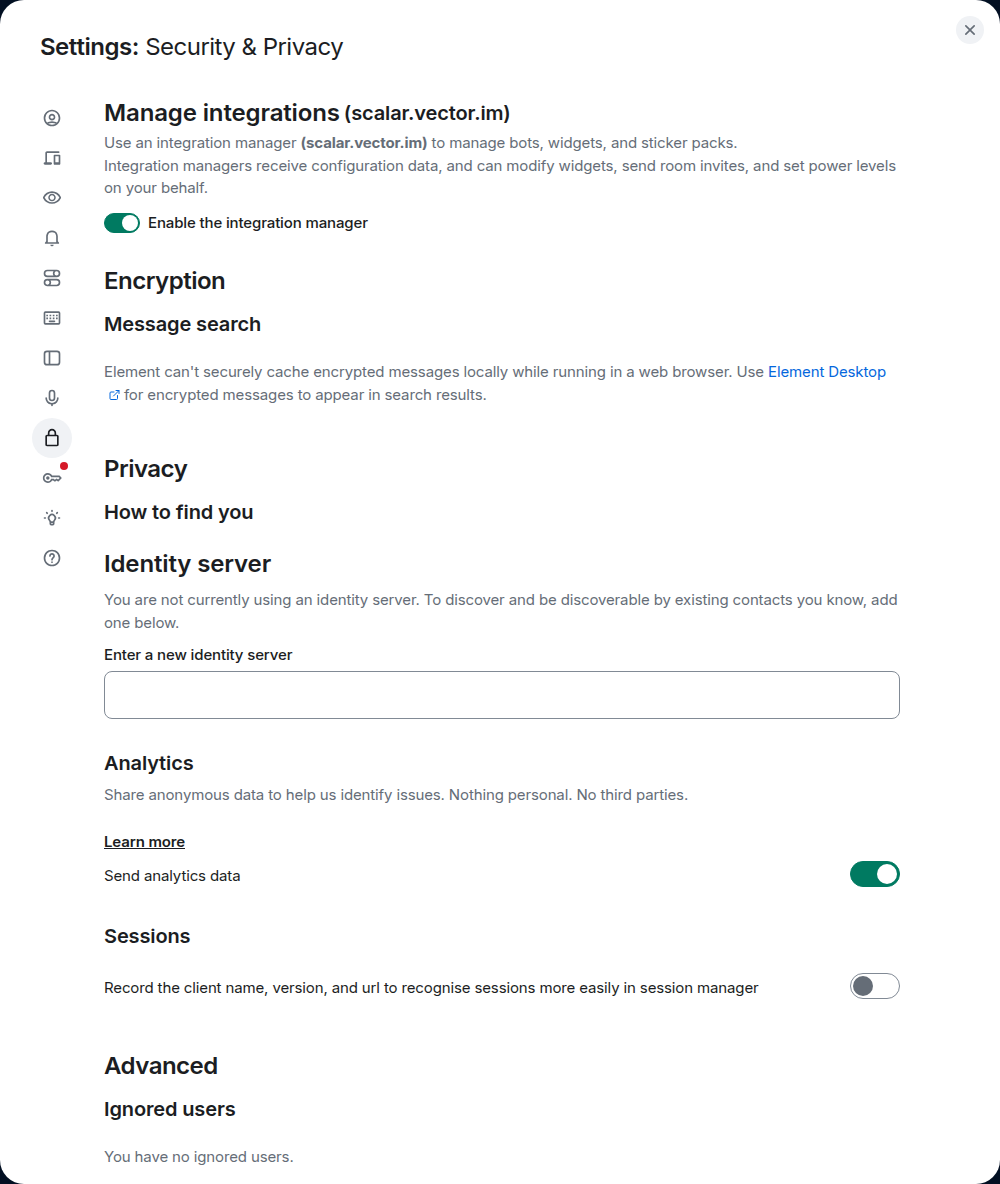 Settings: Security & Privacy
Manage integrations (scalar.vector.im)
Use an integration manager (scalar.vector.im) to manage bots, widgets, and sticker packs.
Integration managers receive configuration data, and can modify widgets, send room invites, and set power levels
on your behalf.
Enable the integration manager
Encryption
Message search
Element can't securely cache encrypted messages locally while running in a web browser. Use Element Desktop
for encrypted messages to appear in search results.
Privacy
How to find you
Identity server
You are not currently using an identity server. To discover and be discoverable by existing contacts you know, add
one below.
Enter a new identity server
Analytics
Share anonymous data to help us identify issues. Nothing personal. No third parties.
Learn more
Send analytics data
Sessions
Record the client name, version, and url to recognise sessions more easily in session manager
Advanced
Ignored users
You have no ignored users.